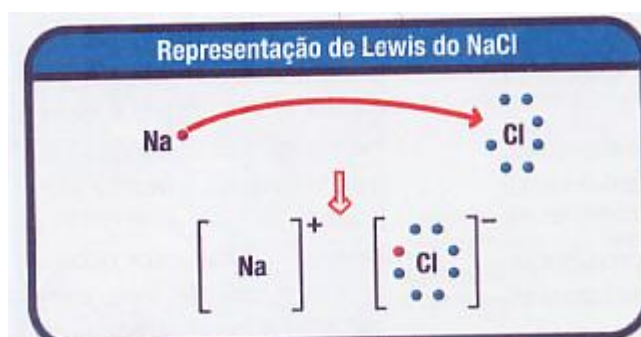 Representação de Lewis do NaCl
Na Cl
[ Na ]+ [ Cl ]−